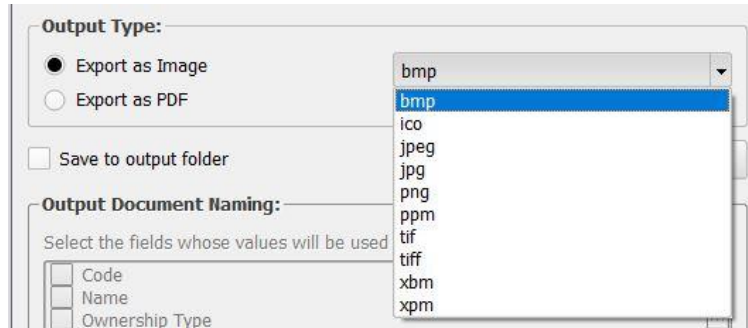 Output Type:
Export as Image
bmp
Export as PDF
bmp
ico
jpeg
jpg
png
ppm
tif
tiff
xbm
xpm
Save to output folder
Output Document Naming:
Select the fields whose values will be used
Code
Name
Ownership Type